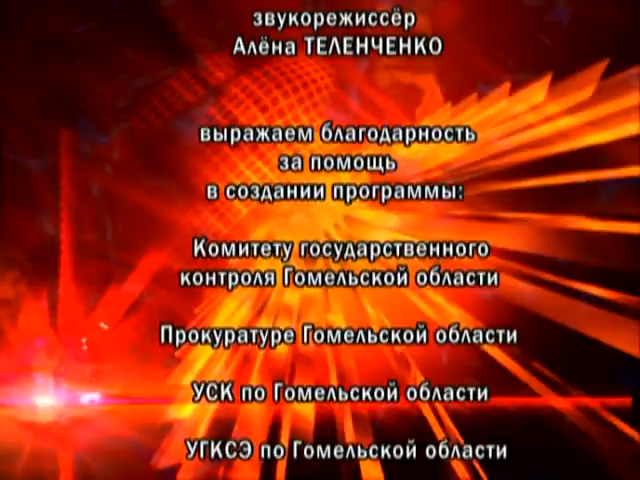 звукорежиссёр
Алёна ТЕЛЕНЧЕНКО
выражаем благодарность
за помощь
в создании программы:
Комитету государственного
контроля Гомельской области
Прокуратуре Гомельской области
УСК по Гомельской области
УГКСЭ по Гомельской области